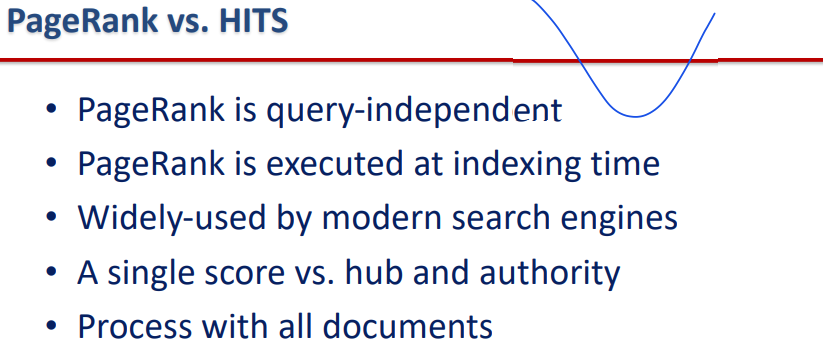 PageRank vs. HITS
• PageRank is query-independent
• PageRank is executed at indexing time
• Widely-used by modern search engines
• A single score vs. hub and authority
• Process with all documents